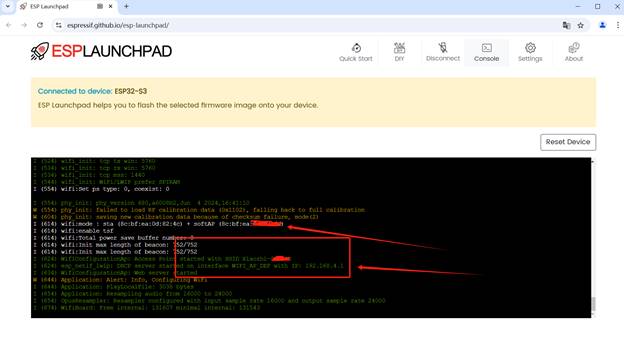 ESP Launchpad
espressif.github.io/esp-launchpad/
ESPLAUNCHPAD
Quick Start
DIY
Disconnect
Console
Settings
About
Connected to device: ESP32-S3
ESP Launchpad helps you to flash the selected firmware image onto your device.
Reset Device
I (524) wifi_init: tcp tx win: 5760
I (534) wifi_init: tcp rx win: 5760
I (534) wifi_init: tcp mss: 1440
I (544) wifi_init: WiFi/LWIP prefer SPIRAM
I (544) wifi:Set ps type: 0, coexist: 0
I (554) phy_init: phy_version 680,a6008b2,Jun 4 2024,16:41:10
W (554) phy_init: failed to load RF calibration data (0x1102), falling back to full calibration
W (604) phy_init: saving new calibration data because of checksum failure, mode(2)
I (614) wifi:mode : sta (8c:bf:ea:0d:82:4c) + softAP (8c:bf:ea:
I (614) wifi:enable tsf
I (614) wifi:Total power save buffer number: 8
I (614) wifi:Init max length of beacon: 752/752
I (614) wifi:Init max length of beacon: 752/752
I (624) WifiConfigurationAp: Access Point started with SSID Xiaozhi-
I (624) esp_netif_lwip: DHCP server started on interface WIFI_AP_DEF with IP: 192.168.4.1
I (634) WifiConfigurationAp: Web server started
W (644) Application: Alert: Info, Configuring WiFi
I (644) Application: PlayLocalFile: 3038 bytes
I (654) Application: Resampling audio from 16000 to 24000
I (654) OpusResampler: Resampler configured with input sample rate 16000 and output sample rate 24000
I (674) WifiBoard: Free internal: 131607 minimal internal: 131543